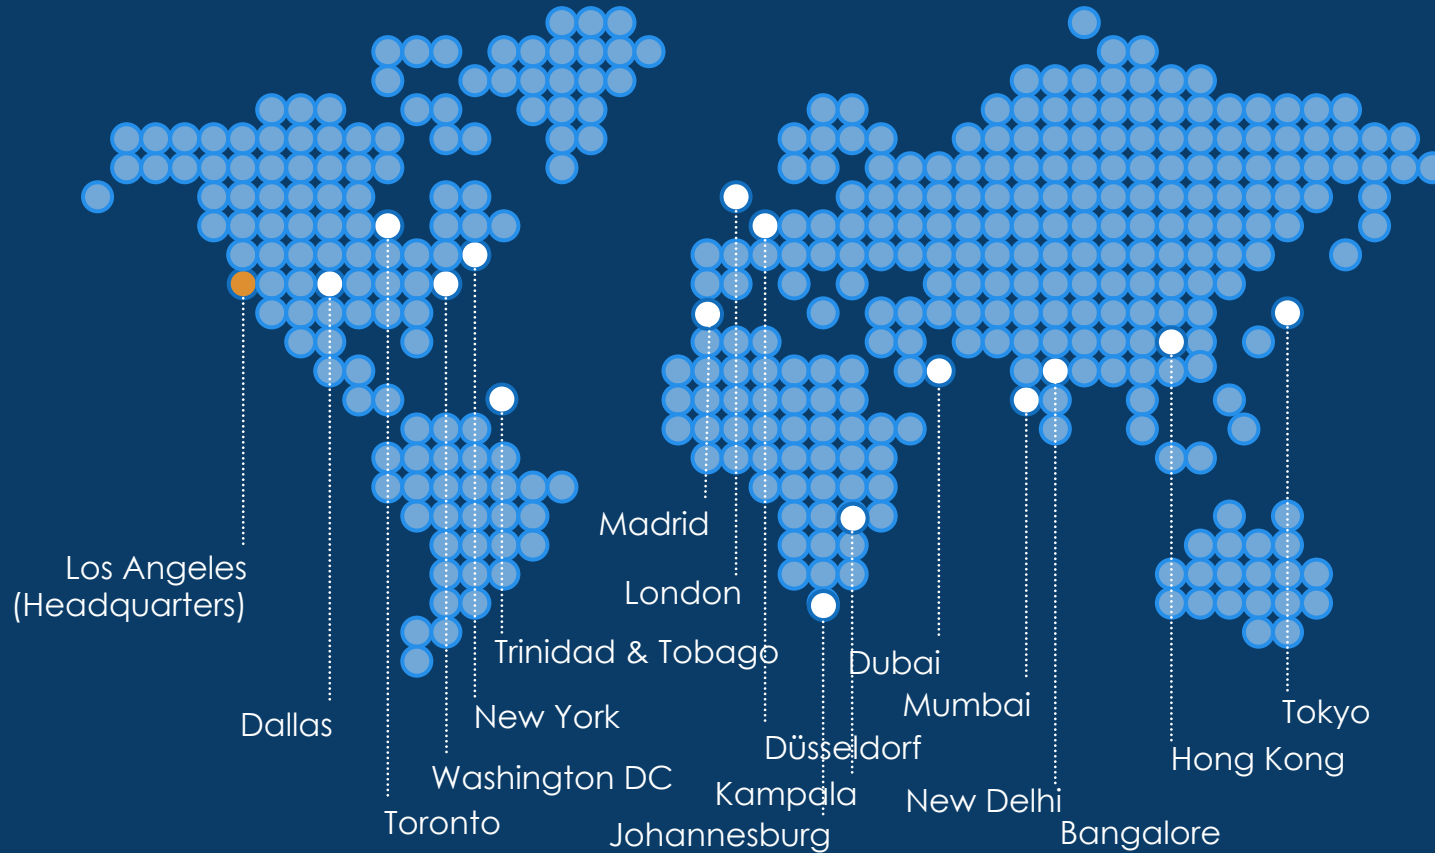 Madrid
Los Angeles
(Headquarters)
London
Trinidad & Tobago
Dubai
Mumbai
Dallas
New York
Tokyo
Düsseldorf
Hong Kong
Washington DC
Kampala
New Delhi
Toronto
Johannesburg
Bangalore